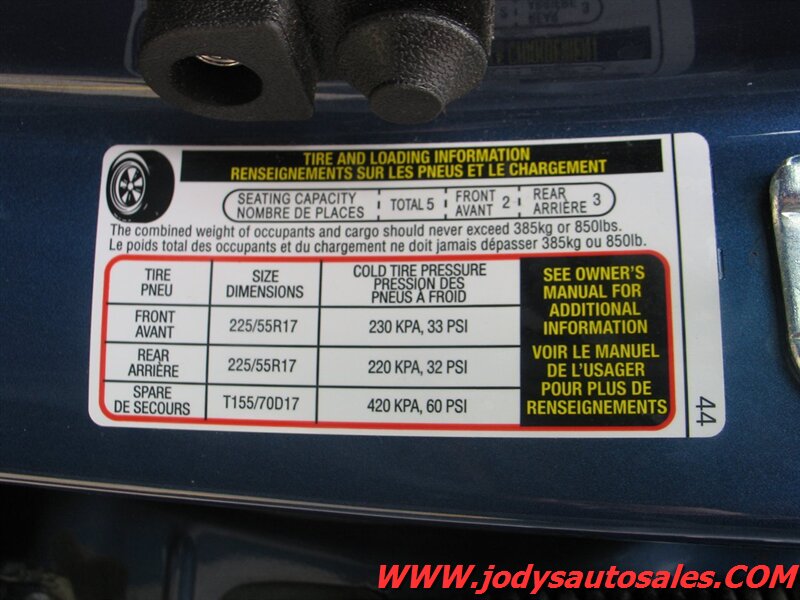 TIRE AND LOADING INFORMATION
RENSEIGNEMENTS SUR LES PNEUS ET LE CHARGEMENT
SEATING CAPACITY
NOMBRE DE PLACES
TOTAL 5
FRONT
AVANT 2
REAR
ARRIÈRE 3
The combined weight of occupants and cargo should never exceed 385kg or 850lbs.
Le poids total des occupants et du chargement ne doit jamais dépasser 385kg ou 850lb.
TIRE
PNEU
SIZE
DIMENSIONS
COLD TIRE PRESSURE
PRESSION DES
PNEUS À FROID
FRONT
AVANT
225/55R17
230 KPA, 33 PSI
REAR
ARRIÈRE
225/55R17
220 KPA, 32 PSI
SPARE
DE SECOURS
T155/70D17
420 KPA, 60 PSI
SEE OWNER'S
MANUAL FOR
ADDITIONAL
INFORMATION
VOIR LE MANUEL
DE L'USAGER
POUR PLUS DE
RENSEIGNEMENTS
44
WWW.jodysautosales.COM